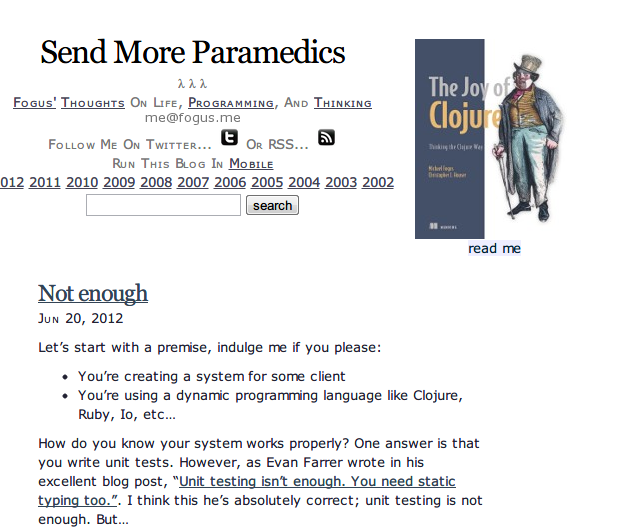 Send More Paramedics
λ λ λ
Fogus' Thoughts On Life, Programming, And Thinking
me@fogus.me
Follow Me On Twitter... Or RSS...
Run This Blog In Mobile
012 2011 2010 2009 2008 2007 2006 2005 2004 2003 2002
search
The Joy of
Clojure
Thinking the Clojure Way
Michael Fogus
Christopher L. Houser
MANNING
read me
Not enough
Jun 20, 2012
Let's start with a premise, indulge me if you please:
• You're creating a system for some client
• You're using a dynamic programming language like Clojure,
Ruby, Io, etc…
How do you know your system works properly? One answer is that
you write unit tests. However, as Evan Farrer wrote in his
excellent blog post, “Unit testing isn't enough. You need static
typing too.”. I think this he's absolutely correct; unit testing is not
enough. But…